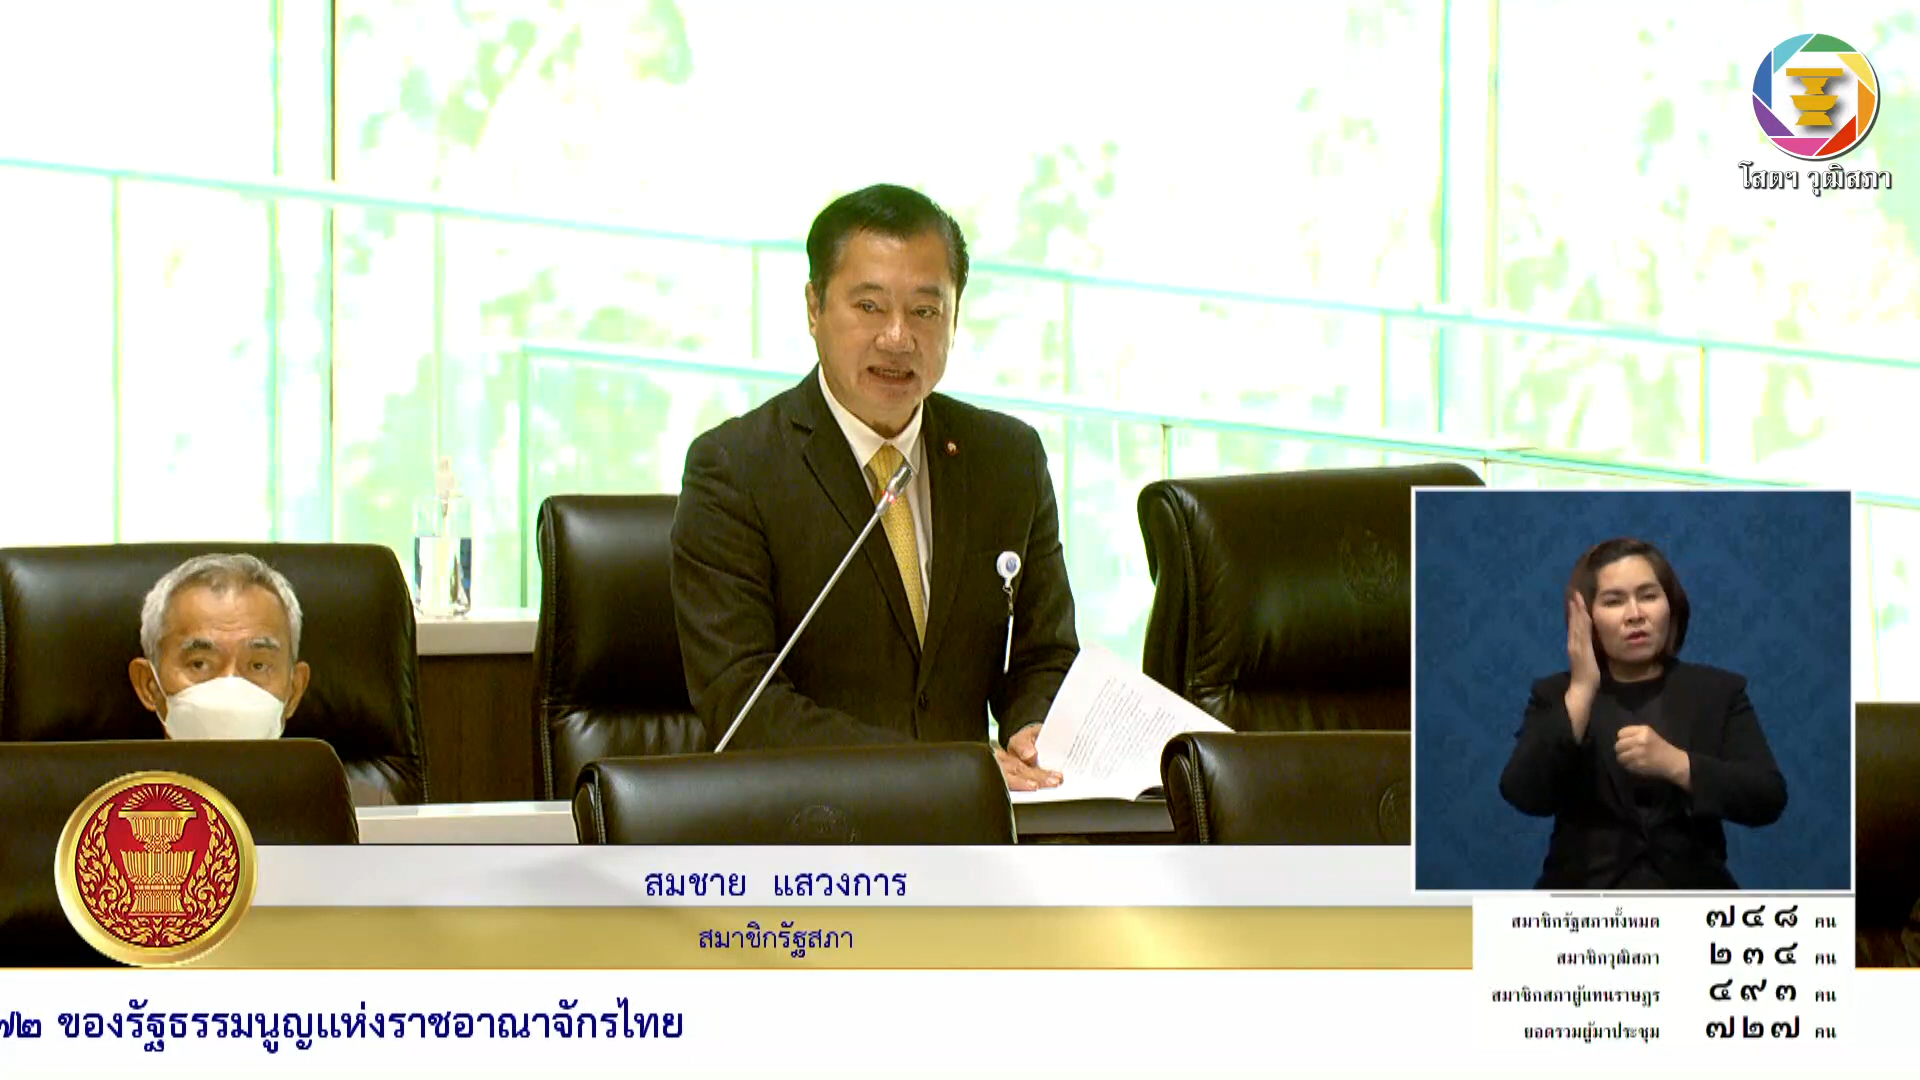 โสตฯ วุฒิสภา
สมชาย แสวงการ
สมาชิกรัฐสภา
๗๒ ของรัฐธรรมนูญแห่งราชอาณาจักรไทย
สมาชิกรัฐสภาทั้งหมด ๗๔๘ คน
สมาชิกวุฒิสภา ๒๓๔ คน
สมาชิกสภาผู้แทนราษฎร ๔๙๓ คน
ยอดรวมผู้มาประชุม ๗๒๗ คน